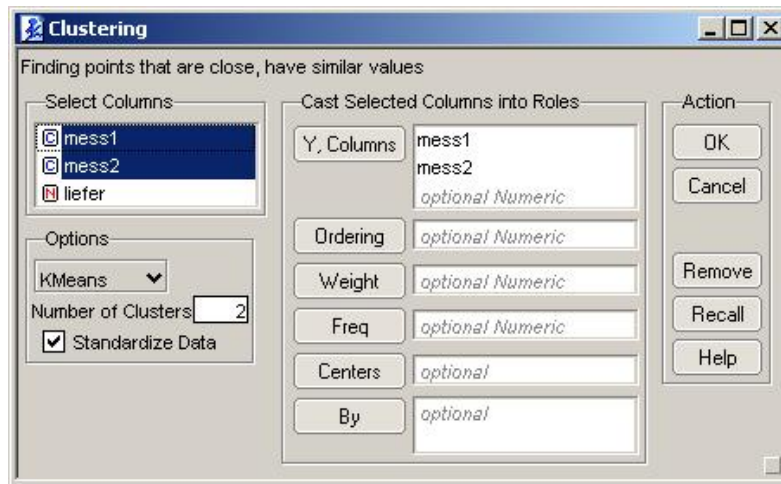 Clustering
Finding points that are close, have similar values
Select Columns
C mess1
C mess2
N liefer
Options
KMeans
Number of Clusters 2
Standardize Data
Cast Selected Columns into Roles
Y, Columns
mess1
mess2
optional Numeric
Ordering optional Numeric
Weight optional Numeric
Freq optional Numeric
Centers optional
By optional
Action
OK
Cancel
Remove
Recall
Help